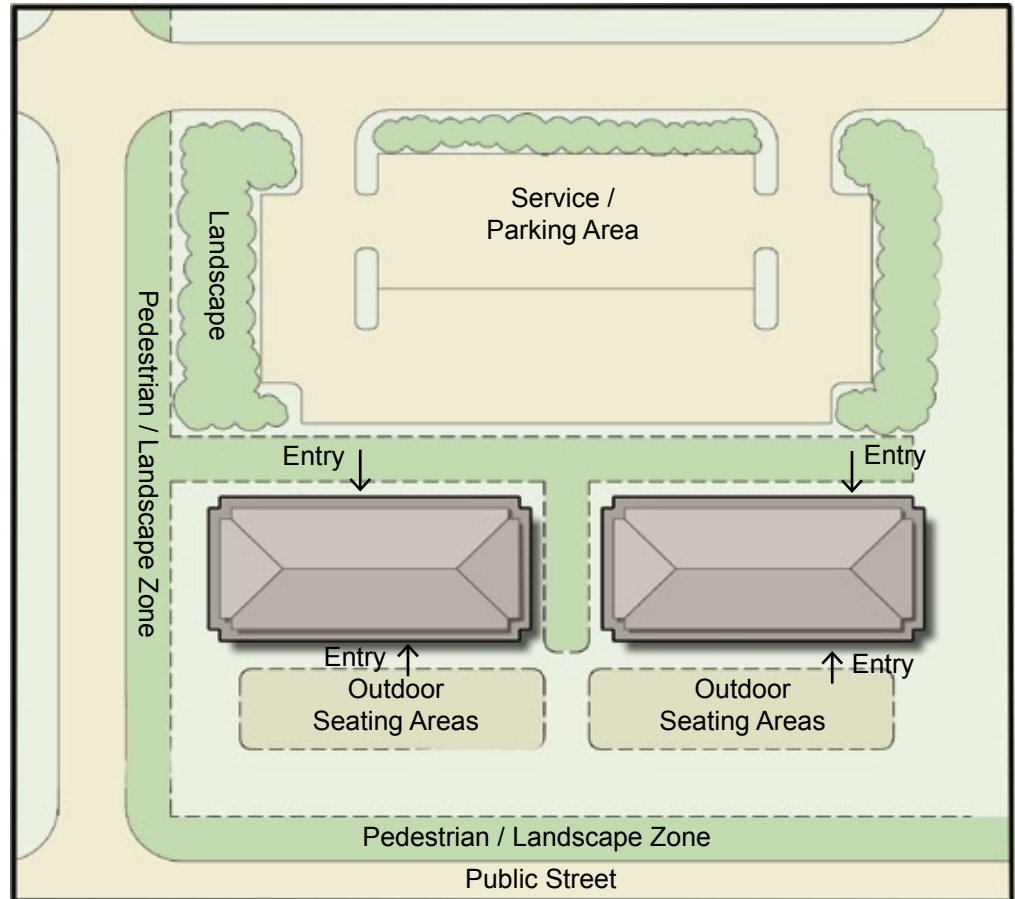 Service /
Parking Area
Landscape
Pedestrian / Landscape Zone
Entry
Entry
Entry
Entry
Outdoor
Seating Areas
Outdoor
Seating Areas
Pedestrian / Landscape Zone
Public Street